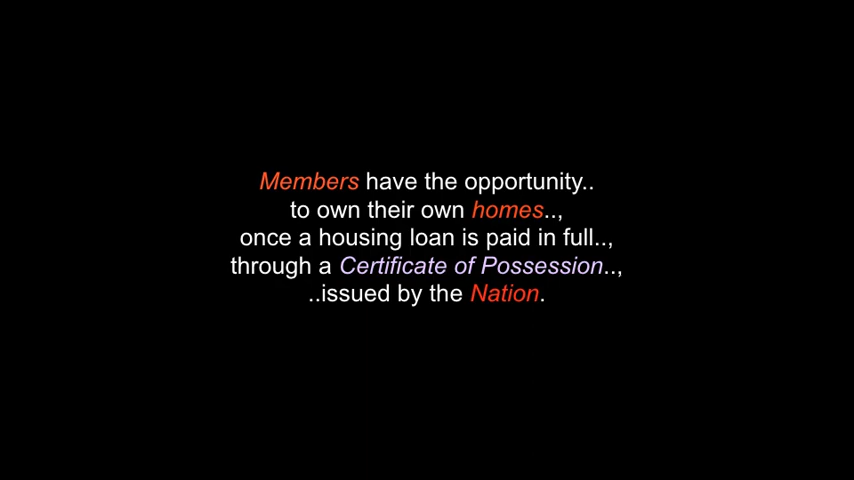 Members have the opportunity..
to own their own homes..,
once a housing loan is paid in full..,
through a Certificate of Possession..,
..issued by the Nation.